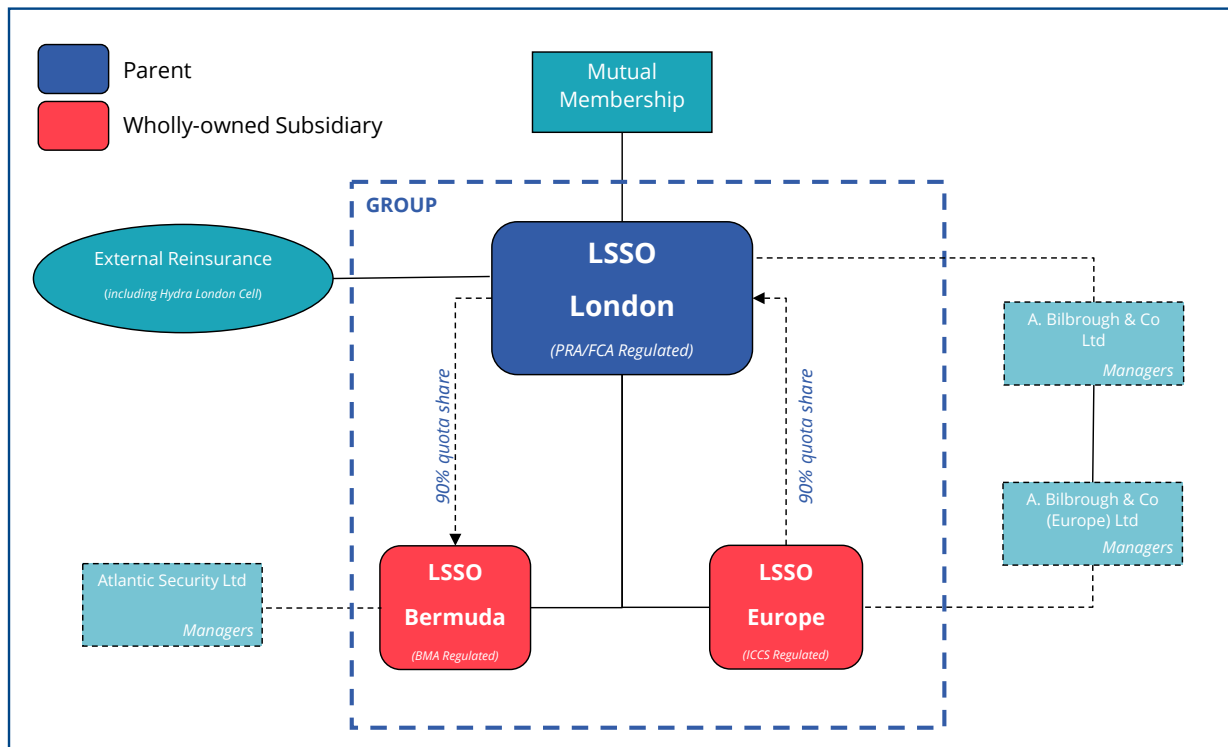 Parent
Wholly-owned Subsidiary
Mutual
Membership
GROUP
LSSO
London
(PRA/FCA Regulated)
External Reinsurance
(including Hydra London Cell)
A. Bilbrough & Co
Ltd
Managers
90% quota share
90% quota share
A. Bilbrough & Co
(Europe) Ltd
Managers
Atlantic Security Ltd
Managers
LSSO
Bermuda
(BMA Regulated)
LSSO
Europe
(ICCS Regulated)